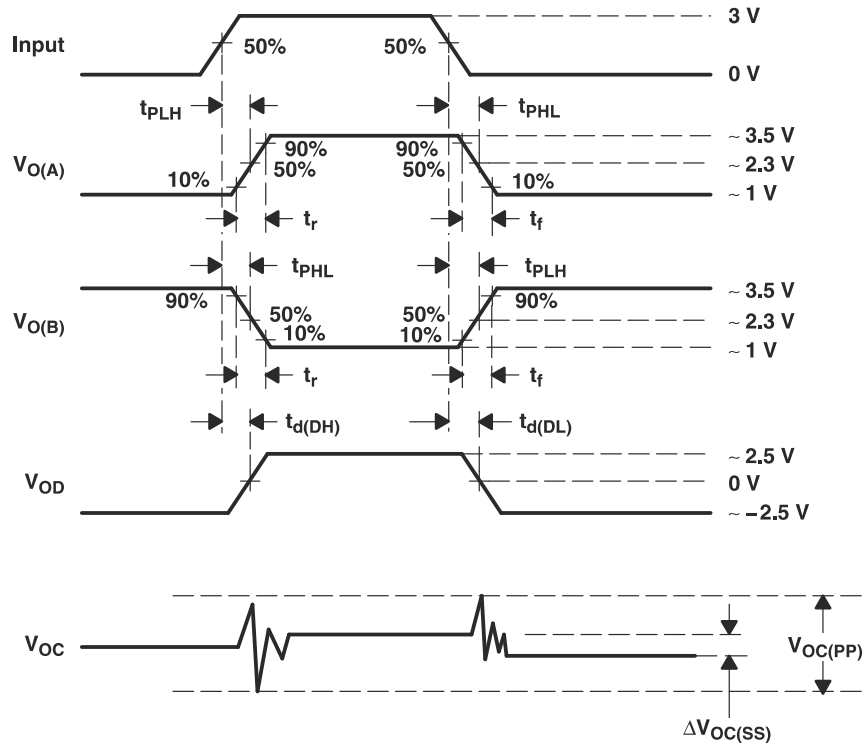 3 V
Input 50% 50%
0 V
tPLH tPHL
~ 3.5 V
90% 90%
VO(A) 50% 50% ~ 2.3 V
10% 10%
~ 1 V
tr tf
tPHL tPLH
~ 3.5 V
90% 90%
VO(B) 50% 50% ~ 2.3 V
10% 10%
~ 1 V
tr tf
td(DH) td(DL)
~ 2.5 V
VOD 0 V
~ −2.5 V
VOC VOC(PP)
ΔVOC(SS)